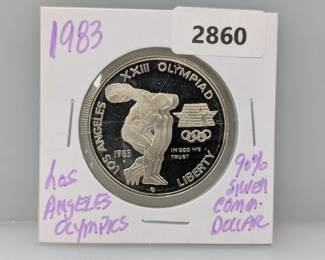 1983
2860
LOS ANGELES XXIII OLYMPIAD
1983
IN GOD WE
TRUST
LIBERTY
Los
ANGELES
OLYMPICS
90%
SILVER
COMM.
DOLLAR